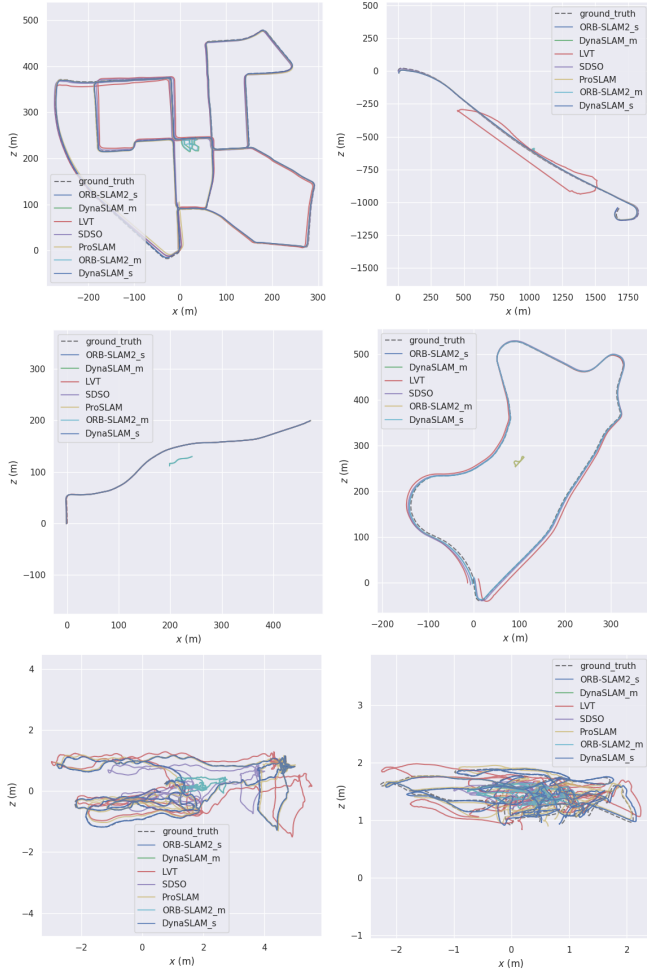 500
400
300
200
100
0
z (m)
ground_truth
ORB-SLAM2_s
DynaSLAM_m
LVT
SDSO
ProSLAM
ORB-SLAM2_m
DynaSLAM_s
−200
−100
0
100
200
300
x (m)
500
250
0
−250
−500
−750
−1000
−1250
−1500
z (m)
ground_truth
ORB-SLAM2_s
DynaSLAM_m
LVT
SDSO
ProSLAM
ORB-SLAM2_m
DynaSLAM_s
0
250
500
750
1000
1250
1500
1750
x (m)
300
200
100
0
−100
z (m)
ground_truth
ORB-SLAM2_s
DynaSLAM_m
LVT
SDSO
ProSLAM
ORB-SLAM2_m
DynaSLAM_s
0
100
200
300
400
x (m)
500
400
300
200
100
0
z (m)
ground_truth
ORB-SLAM2_s
DynaSLAM_m
LVT
SDSO
ORB-SLAM2_m
DynaSLAM_s
−200
−100
0
100
200
300
x (m)
4
2
0
−2
−4
z (m)
ground_truth
ORB-SLAM2_s
DynaSLAM_m
LVT
SDSO
ProSLAM
ORB-SLAM2_m
DynaSLAM_s
−2
0
2
4
x (m)
3
2
1
0
−1
z (m)
ground_truth
ORB-SLAM2_s
DynaSLAM_m
LVT
SDSO
ProSLAM
ORB-SLAM2_m
DynaSLAM_s
−2
−1
0
1
2
x (m)